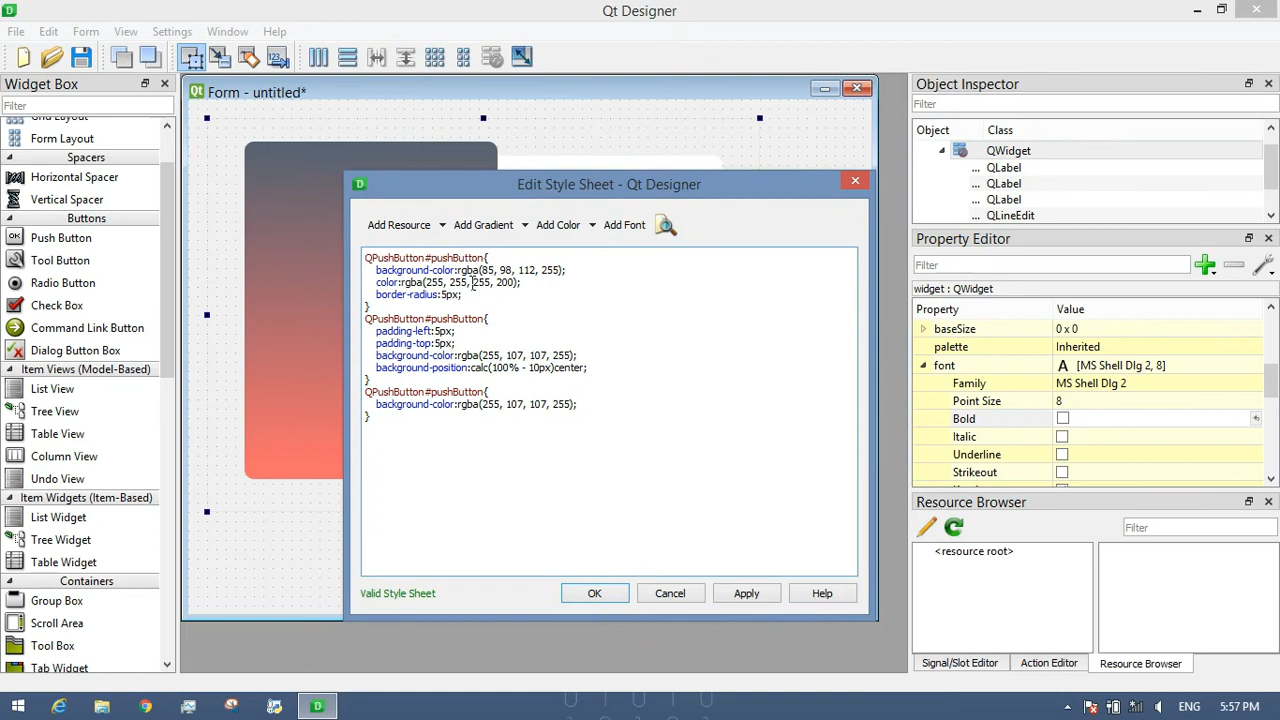 Qt Designer
File Edit Form View Settings Window Help
Widget Box
Filter
Grid Layout
Form Layout
Spacers
Horizontal Spacer
Vertical Spacer
Buttons
Push Button
Tool Button
Radio Button
Check Box
Command Link Button
Dialog Button Box
Item Views (Model-Based)
List View
Tree View
Table View
Column View
Undo View
Item Widgets (Item-Based)
List Widget
Tree Widget
Table Widget
Containers
Group Box
Scroll Area
Tool Box
Tab Widget
Form - untitled*
Edit Style Sheet - Qt Designer
Add Resource Add Gradient Add Color Add Font
QPushButton#pushButton{
background-color:rgba(85, 98, 112, 255);
color:rgba(255, 255, 255, 200);
border-radius:5px;
}
QPushButton#pushButton{
padding-left:5px;
padding-top:5px;
background-color:rgba(255, 107, 107, 255);
background-position:calc(100% - 10px)center;
}
QPushButton#pushButton{
background-color:rgba(255, 107, 107, 255);
}
Valid Style Sheet
OK Cancel Apply Help
Object Inspector
Filter
Object Class
QWidget
... QLabel
... QLabel
... QLabel
... QLineEdit
Property Editor
Filter
widget : QWidget
Property Value
baseSize 0 x 0
palette Inherited
font A [MS Shell Dlg 2, 8]
Family MS Shell Dlg 2
Point Size 8
Bold
Italic
Underline
Strikeout
Resource Browser
Filter
<resource root>
Signal/Slot Editor Action Editor Resource Browser
ENG 5:57 PM